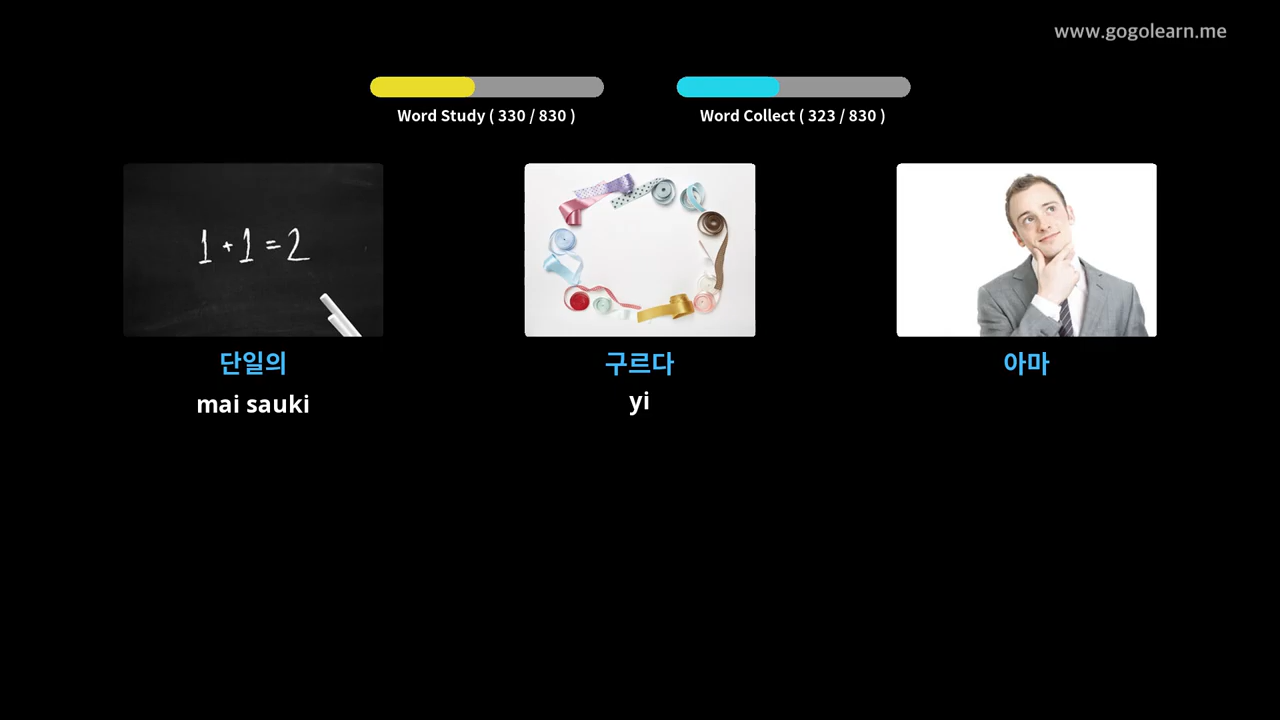 www.gogolearn.me
Word Study ( 330 / 830 )
Word Collect ( 323 / 830 )
1 + 1 = 2
단일의
구르다
아마
mai sauki
yi